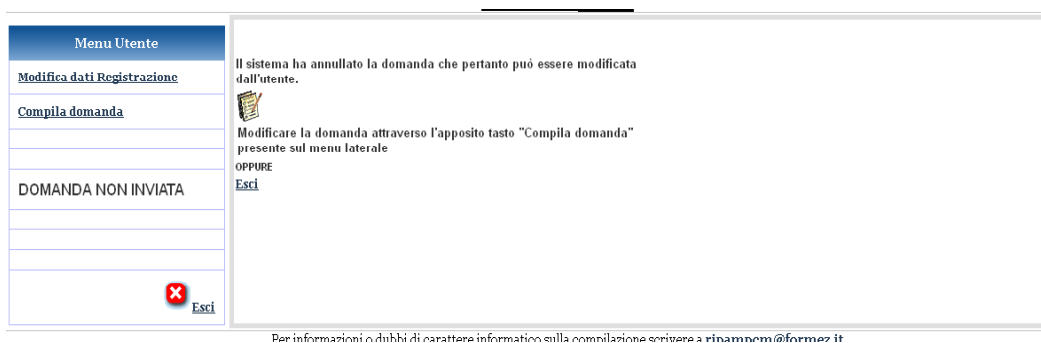 Menu Utente
Modifica dati Registrazione
Compila domanda
DOMANDA NON INVIATA
Esci
Il sistema ha annullato la domanda che pertanto può essere modificata
dall'utente.
Modificare la domanda attraverso l'apposito tasto "Compila domanda"
presente sul menu laterale
OPPURE
Esci
Per informazioni o dubbi di carattere informatico sulla compilazione scrivere a ripampcm@formez.it